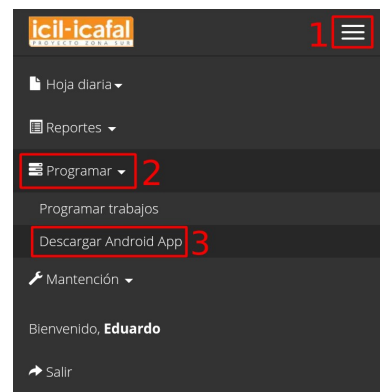 icil-icafal
PROYECTO ZONA SUR
1
Hoja diaria
Reportes
Programar 2
Programar trabajos
Descargar Android App 3
Mantención
Bienvenido, Eduardo
Salir